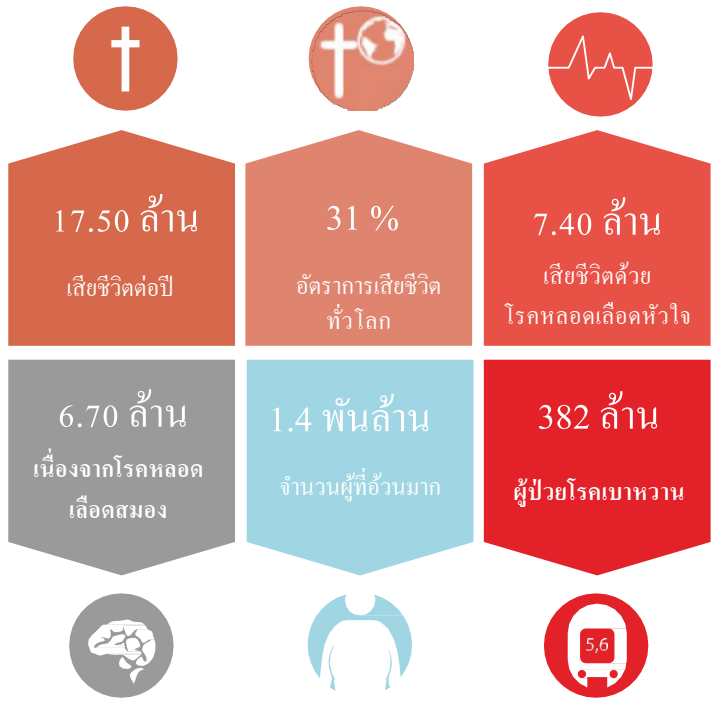 17.50 ล้าน
เสียชีวิตต่อปี
31 %
อัตราการเสียชีวิต
ทั่วโลก
7.40 ล้าน
เสียชีวิตด้วย
โรคหลอดเลือดหัวใจ
6.70 ล้าน
เนื่องจากโรคหลอด
เลือดสมอง
1.4 พันล้าน
จำนวนผู้ที่อ้วนมาก
382 ล้าน
ผู้ป่วยโรคเบาหวาน
5,6